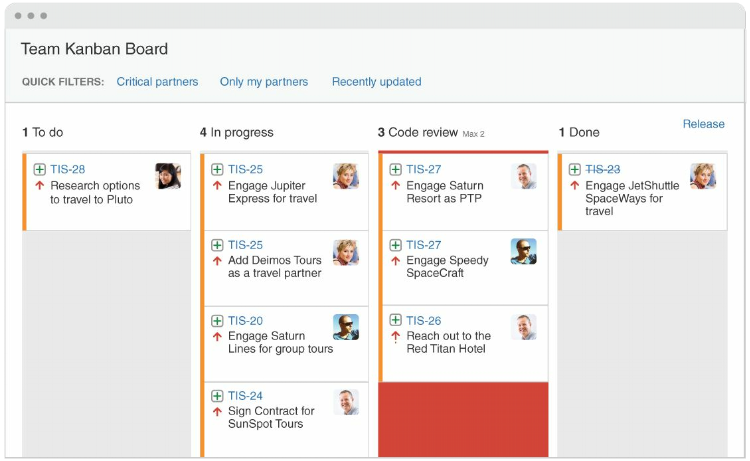 Team Kanban Board
QUICK FILTERS: Critical partners Only my partners Recently updated
Release
1 To do
TIS-28
Research options
to travel to Pluto
4 In progress
TIS-25
Engage Jupiter
Express for travel
TIS-25
Add Deimos Tours
as a travel partner
TIS-20
Engage Saturn
Lines for group tours
TIS-24
Sign Contract for
SunSpot Tours
3 Code review Max 2
TIS-27
Engage Saturn
Resort as PTP
TIS-27
Engage Speedy
SpaceCraft
TIS-26
Reach out to the
Red Titan Hotel
1 Done
TIS-23
Engage JetShuttle
SpaceWays for
travel